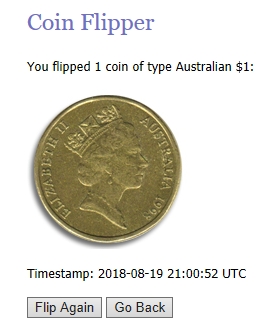 Coin Flipper
You flipped 1 coin of type Australian $1:
ELIZABETH II AUSTRALIA
Timestamp: 2018-08-19 21:00:52 UTC
Flip Again Go Back